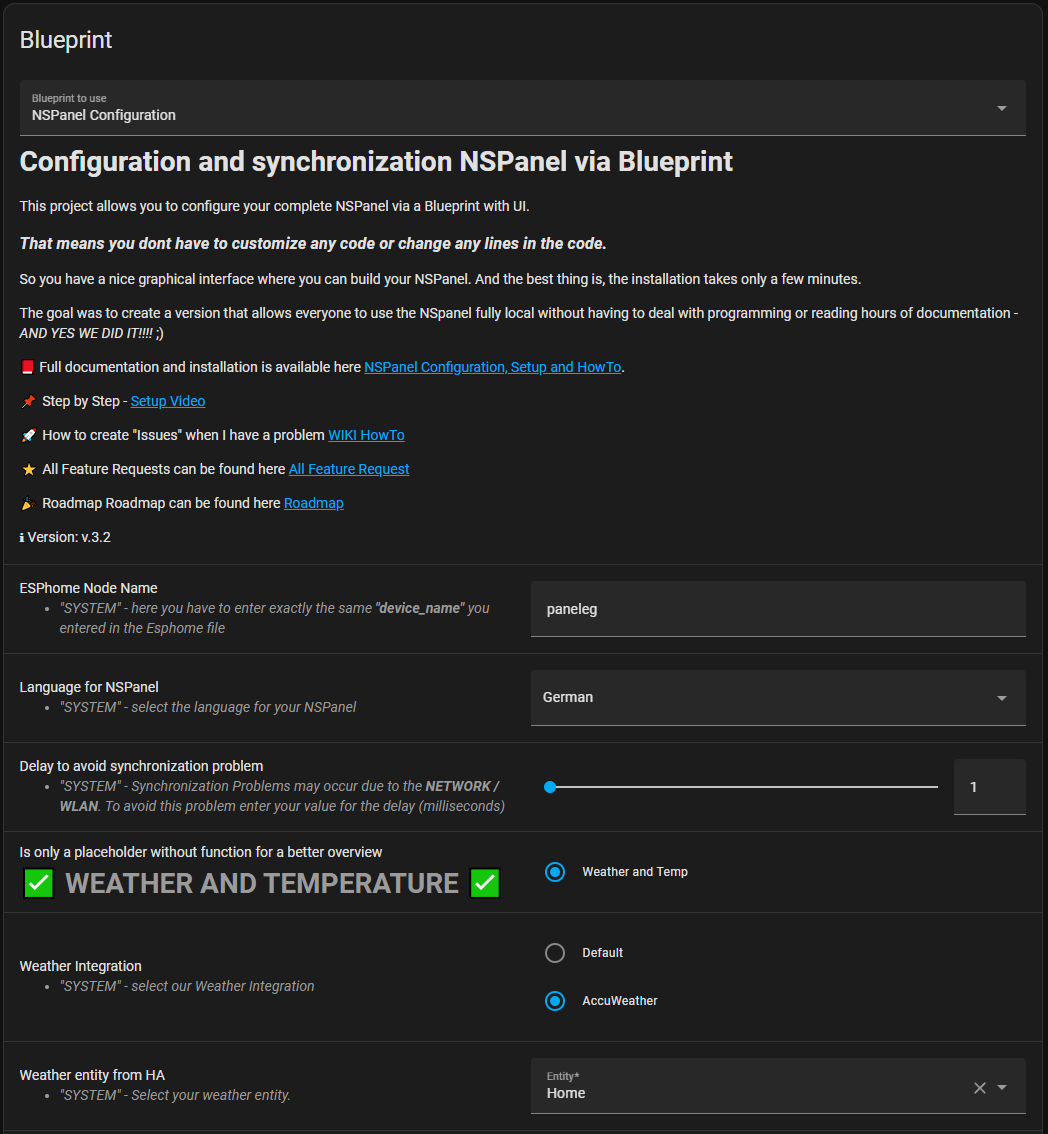 Blueprint
Blueprint to use
NSPanel Configuration
Configuration and synchronization NSPanel via Blueprint
This project allows you to configure your complete NSPanel via a Blueprint with UI.
That means you dont have to customize any code or change any lines in the code.
So you have a nice graphical interface where you can build your NSPanel. And the best thing is, the installation takes only a few minutes.
The goal was to create a version that allows everyone to use the NSpanel fully local without having to deal with programming or reading hours of documentation -
AND YES WE DID IT!!!! ;)
📕 Full documentation and installation is available here NSPanel Configuration, Setup and HowTo.
📌 Step by Step - Setup Video
🚀 How to create "Issues" when I have a problem WIKI HowTo
⭐ All Feature Requests can be found here All Feature Request
🎉 Roadmap Roadmap can be found here Roadmap
ℹ Version: v.3.2
ESPhome Node Name
• "SYSTEM" - here you have to enter exactly the same "device_name" you
entered in the Esphome file
paneleg
Language for NSPanel
• "SYSTEM" - select the language for your NSPanel
German
Delay to avoid synchronization problem
• "SYSTEM" - Synchronization Problems may occur due to the NETWORK /
WLAN. To avoid this problem enter your value for the delay (milliseconds)
1
Is only a placeholder without function for a better overview
✅ WEATHER AND TEMPERATURE ✅
Weather and Temp
Weather Integration
• "SYSTEM" - select our Weather Integration
Default
AccuWeather
Weather entity from HA
• "SYSTEM" - Select your weather entity.
Entity*
Home